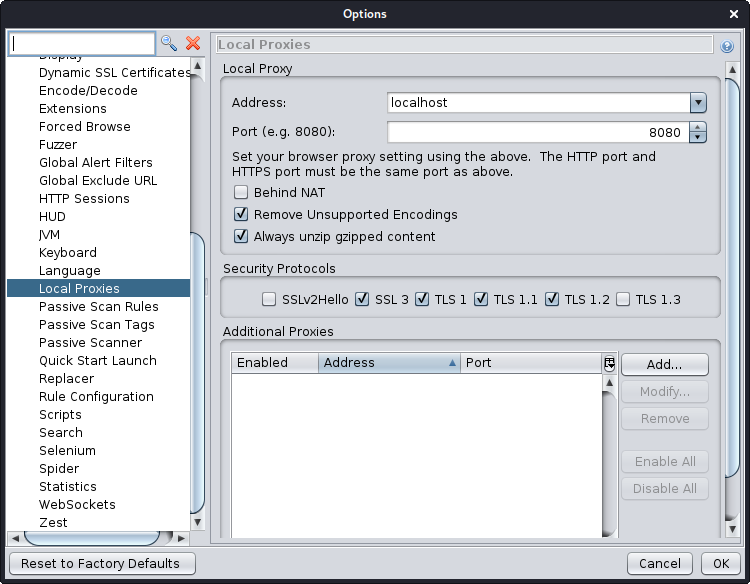 Options
Display
Dynamic SSL Certificates
Encode/Decode
Extensions
Forced Browse
Fuzzer
Global Alert Filters
Global Exclude URL
HTTP Sessions
HUD
JVM
Keyboard
Language
Local Proxies
Passive Scan Rules
Passive Scan Tags
Passive Scanner
Quick Start Launch
Replacer
Rule Configuration
Scripts
Search
Selenium
Spider
Statistics
WebSockets
Zest
Local Proxies
Local Proxy
Address: localhost
Port (e.g. 8080): 8080
Set your browser proxy setting using the above.  The HTTP port and
HTTPS port must be the same port as above.
Behind NAT
Remove Unsupported Encodings
Always unzip gzipped content
Security Protocols
SSLv2Hello SSL 3 TLS 1 TLS 1.1 TLS 1.2 TLS 1.3
Additional Proxies
Enabled Address Port
Add...
Modify...
Remove
Enable All
Disable All
Reset to Factory Defaults Cancel OK